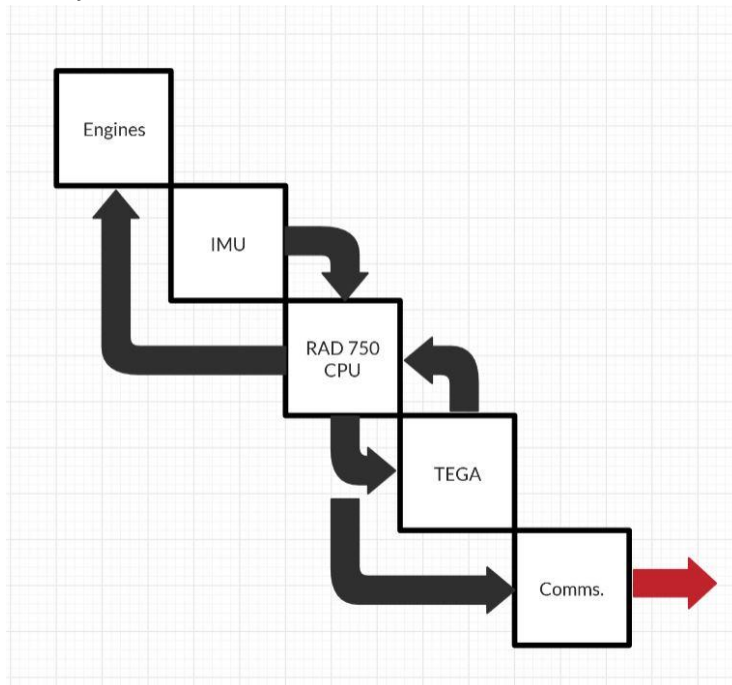 Engines
IMU
RAD 750
CPU
TEGA
Comms.